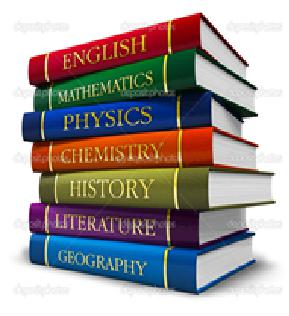 ENGLISH
MATHEMATICS
PHYSICS
CHEMISTRY
HISTORY
LITERATURE
GEOGRAPHY